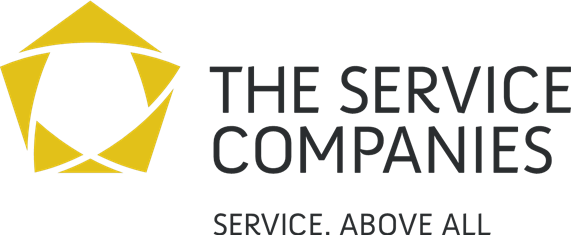 THE SERVICE
COMPANIES
SERVICE. ABOVE ALL